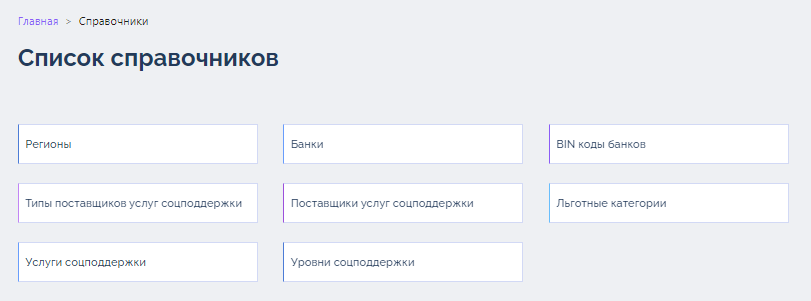 Главная > Справочники
Список справочников
Регионы
Банки
BIN коды банков
Типы поставщиков услуг соцподдержки
Поставщики услуг соцподдержки
Льготные категории
Услуги соцподдержки
Уровни соцподдержки